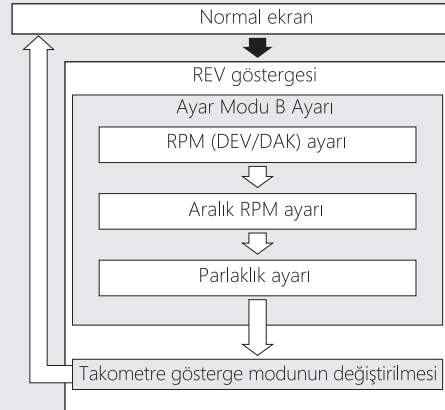 Normal ekran
REV göstergesi
Ayar Modu B Ayarı
RPM (DEV/DAK) ayarı
Aralık RPM ayarı
Parlaklık ayarı
Takometre gösterge modunun değiştirilmesi